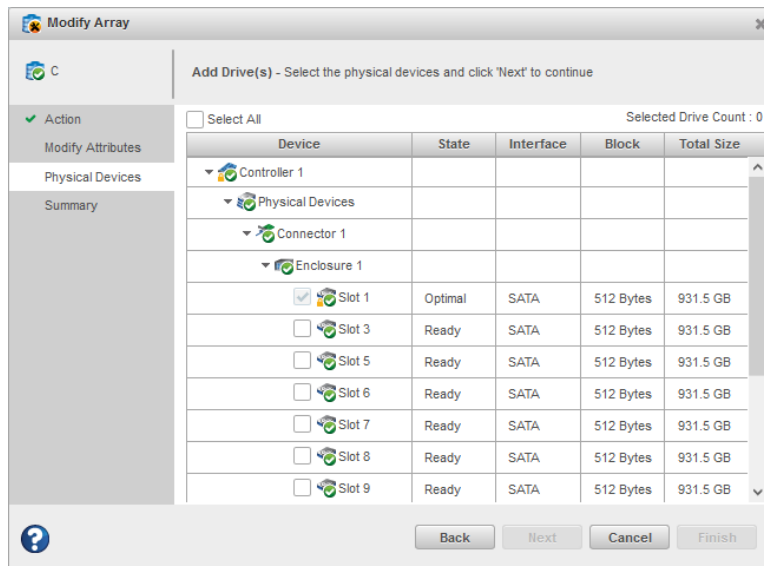 Modify Array
C
Add Drive(s) - Select the physical devices and click 'Next' to continue
Action
Modify Attributes
Physical Devices
Summary
Select All
Selected Drive Count : 0
Device State Interface Block Total Size
Controller 1
Physical Devices
Connector 1
Enclosure 1
Slot 1 Optimal SATA 512 Bytes 931.5 GB
Slot 3 Ready SATA 512 Bytes 931.5 GB
Slot 5 Ready SATA 512 Bytes 931.5 GB
Slot 6 Ready SATA 512 Bytes 931.5 GB
Slot 7 Ready SATA 512 Bytes 931.5 GB
Slot 8 Ready SATA 512 Bytes 931.5 GB
Slot 9 Ready SATA 512 Bytes 931.5 GB
? Back Next Cancel Finish